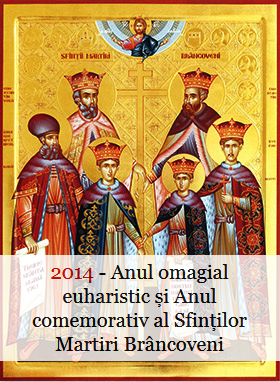 SFINȚII MARTIRI BRÂNCOVENI
2014 - Anul omagial
euharistic și Anul
comemorativ al Sfinților
Martiri Brâncoveni